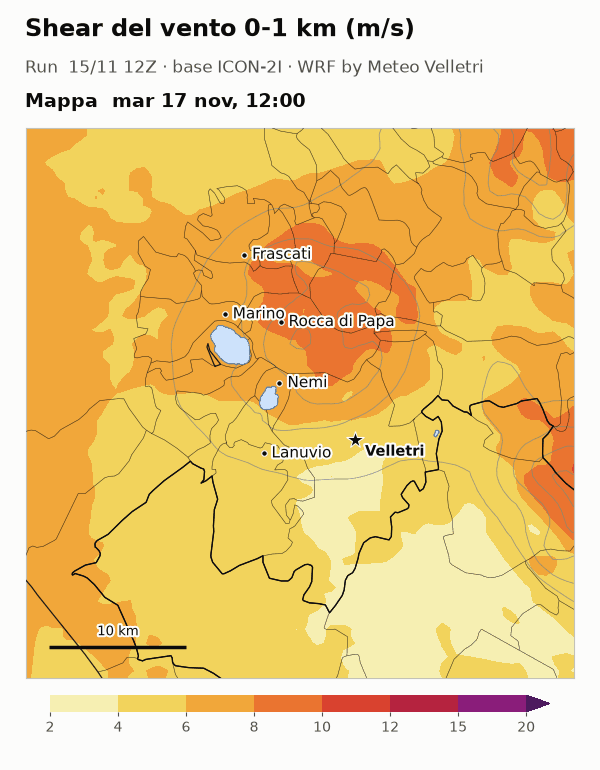 Shear del vento 0-1 km (m/s)
Run  15/11 12Z · base ICON-2I · WRF by Meteo Velletri
Mappa  mar 17 nov, 12:00
Frascati
Marino
Rocca di Papa
Nemi
Velletri
Lanuvio
10 km
2 4 6 8 10 12 15 20